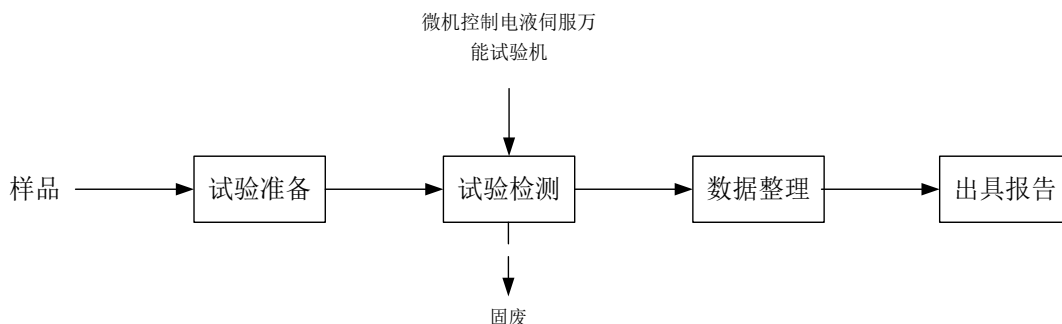 微机控制电液伺服万
能试验机
样品
试验准备
试验检测
数据整理
出具报告
固废